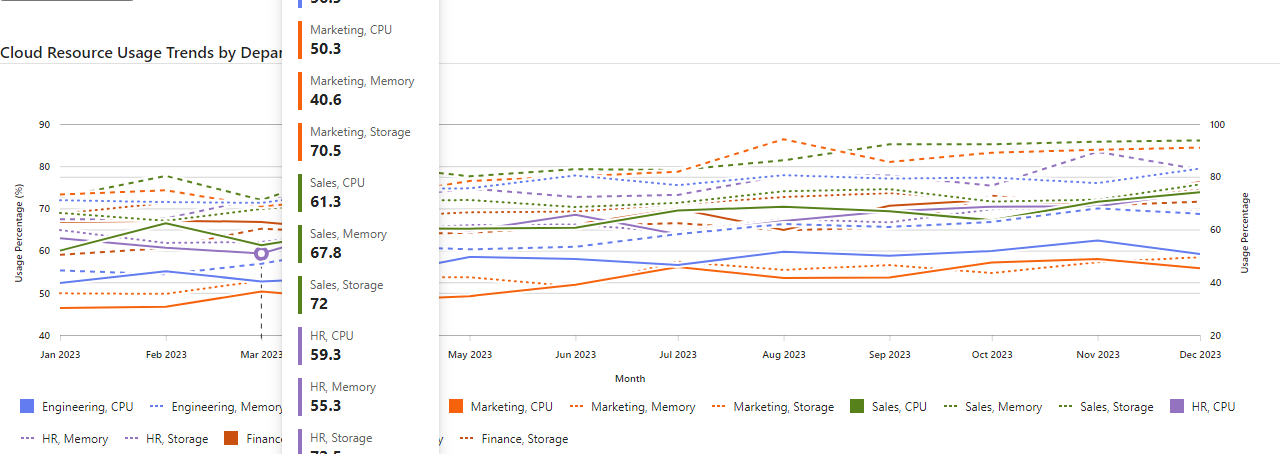 Cloud Resource Usage Trends by Depar
Marketing, CPU
50.3
Marketing, Memory
40.6
Marketing, Storage
70.5
Sales, CPU
61.3
Sales, Memory
67.8
Sales, Storage
72
HR, CPU
59.3
HR, Memory
55.3
HR, Storage
Usage Percentage (%)
90
80
70
60
50
40
100
80
60
40
20
Usage Percentage
Jan 2023 Feb 2023 Mar 2023 May 2023 Jun 2023 Jul 2023 Aug 2023 Sep 2023 Oct 2023 Nov 2023 Dec 2023
Month
Engineering, CPU Engineering, Memory Marketing, CPU Marketing, Memory Marketing, Storage Sales, CPU Sales, Memory Sales, Storage HR, CPU
HR, Memory HR, Storage Financ y Finance, Storage